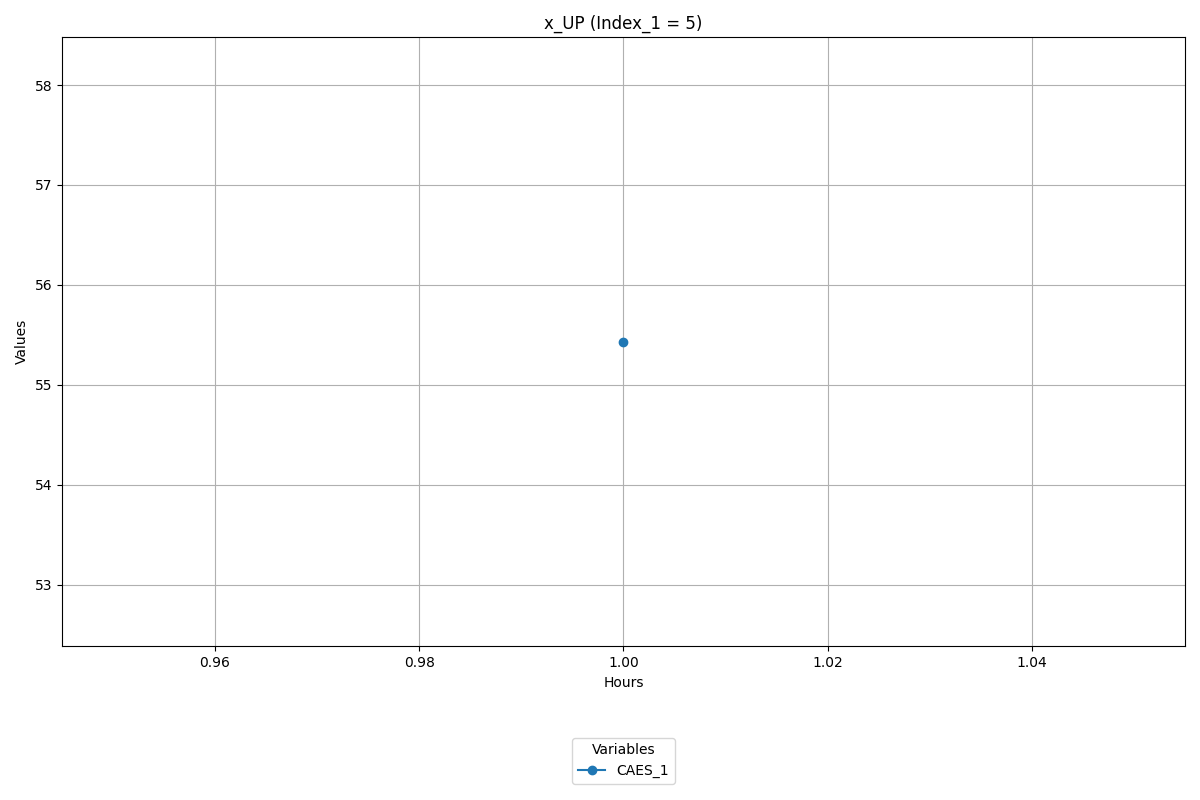 x_UP (Index_1 = 5)
58
57
56
55
54
53
Values
0.96 0.98 1.00 1.02 1.04
Hours
Variables
CAES_1